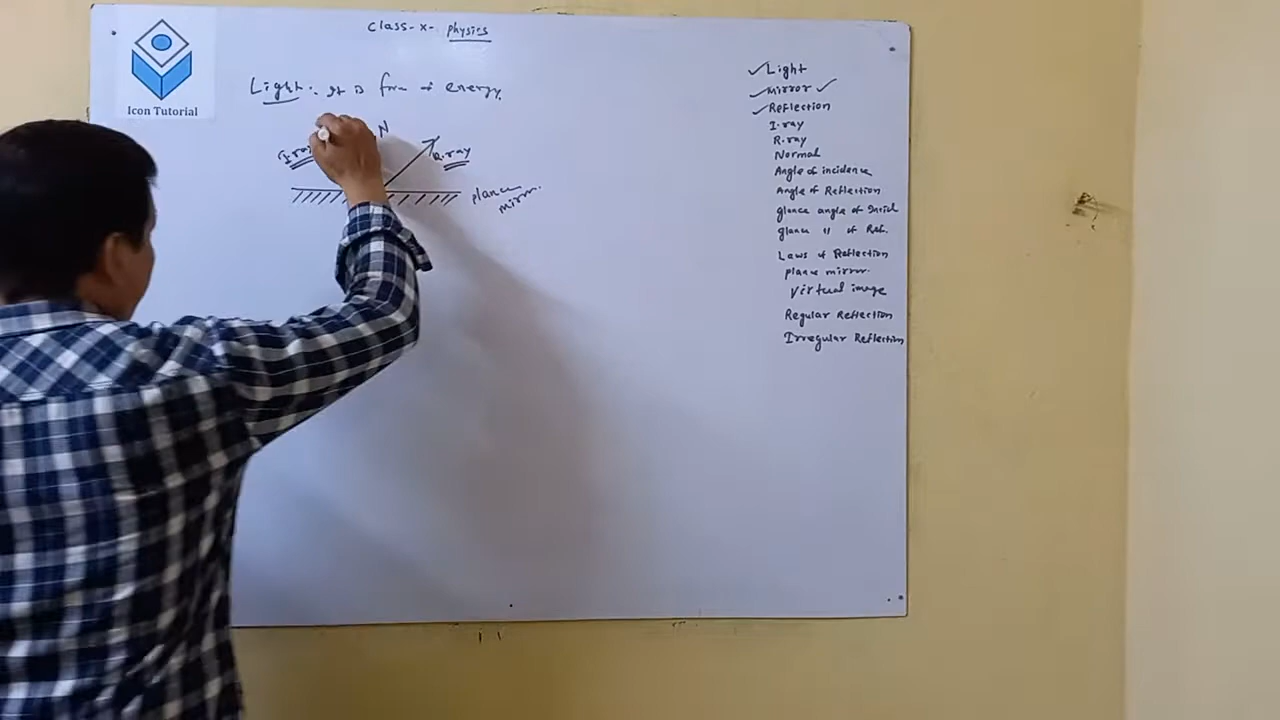 Class-X- Physics
Icon Tutorial
Light. It is form of energy.
N
I.ray
R.ray
plane
mirror.
Light
Mirror
Reflection
I.ray
R.ray
Normal
Angle of incidence
Angle of Reflection
glance angle of Incid
glance 11 of Ref.
Laws of Reflection
plane mirror.
Virtual image
Regular Reflection
Irregular Reflection